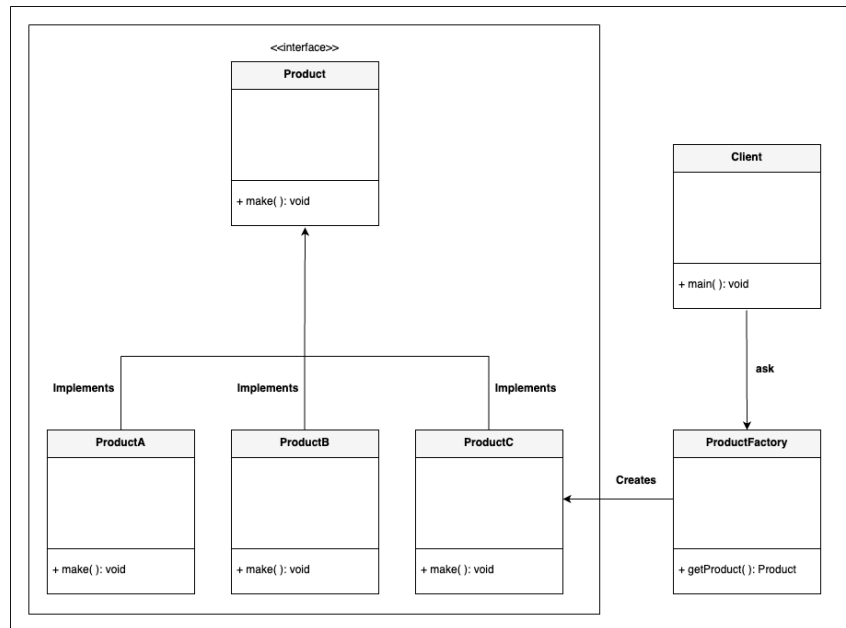 <<interface>>
Product
+ make( ): void
Client
+ main( ): void
ask
Implements
Implements
Implements
ProductA
+ make( ): void
ProductB
+ make( ): void
ProductC
+ make( ): void
Creates
ProductFactory
+ getProduct( ): Product